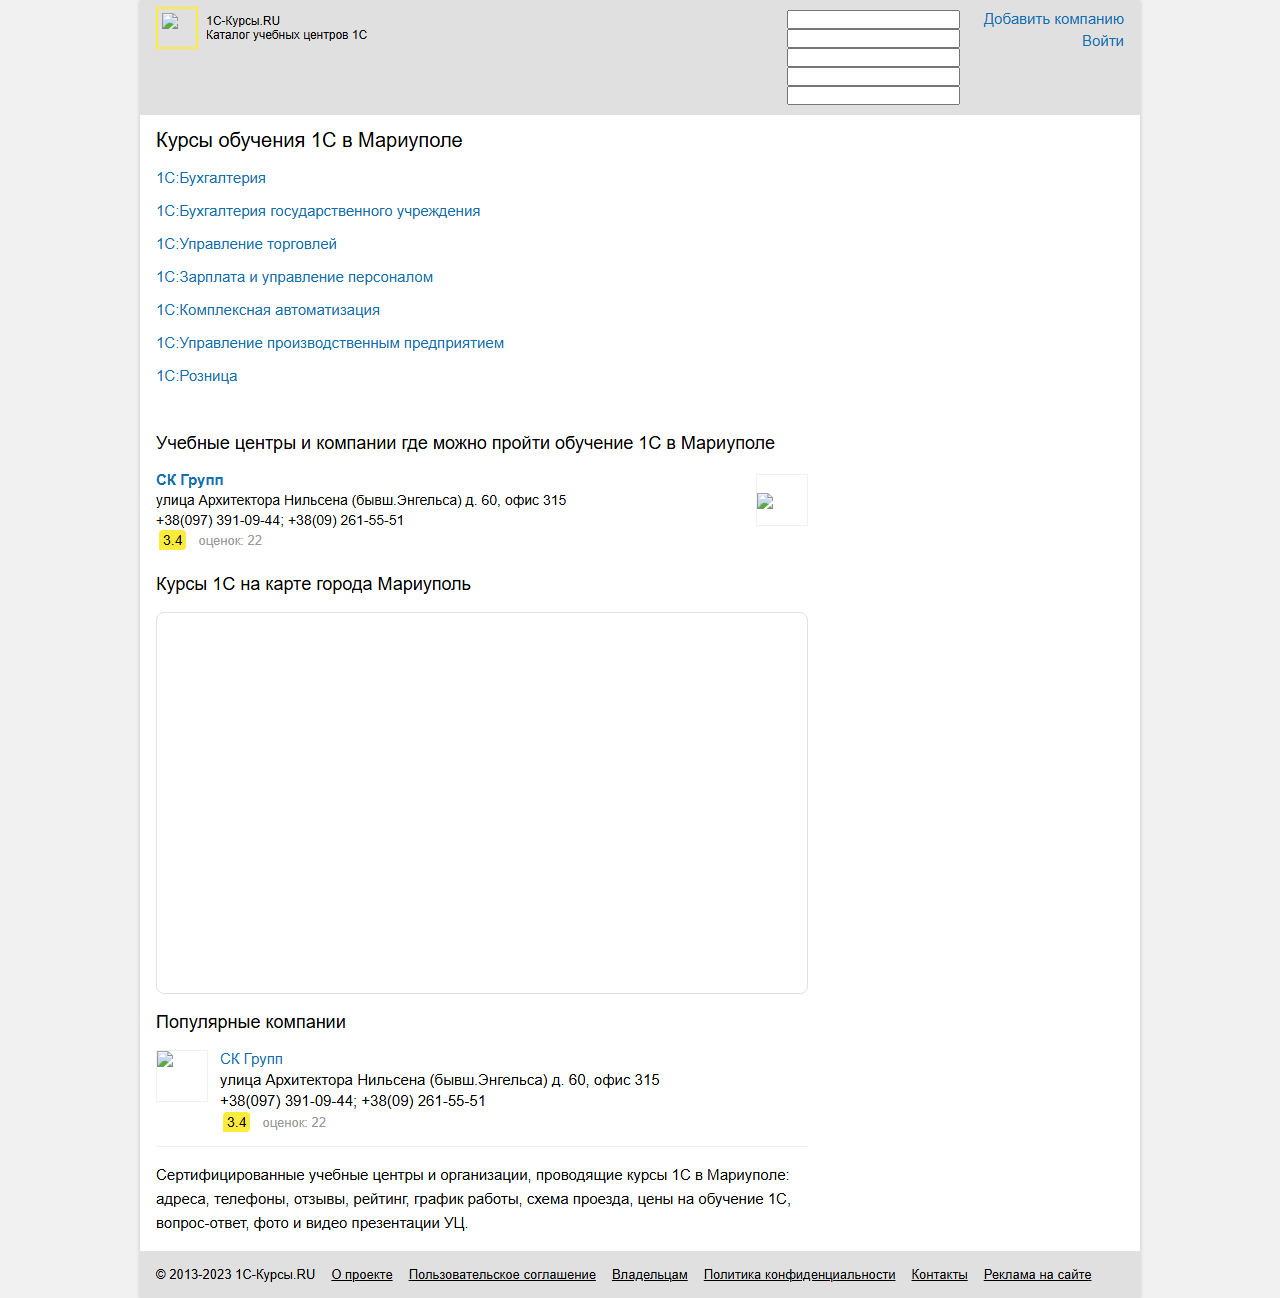 1С-Курсы.RU
Каталог учебных центров 1С
Добавить компанию
Войти
Курсы обучения 1С в Мариуполе
1С:Бухгалтерия
1С:Бухгалтерия государственного учреждения
1С:Управление торговлей
1С:Зарплата и управление персоналом
1С:Комплексная автоматизация
1С:Управление производственным предприятием
1С:Розница
Учебные центры и компании где можно пройти обучение 1С в Мариуполе
СК Групп
улица Архитектора Нильсена (бывш.Энгельса) д. 60, офис 315
+38(097) 391-09-44; +38(09) 261-55-51
3.4 оценок: 22
Курсы 1С на карте города Мариуполь
Популярные компании
СК Групп
улица Архитектора Нильсена (бывш.Энгельса) д. 60, офис 315
+38(097) 391-09-44; +38(09) 261-55-51
3.4 оценок: 22
Сертифицированные учебные центры и организации, проводящие курсы 1С в Мариуполе:
адреса, телефоны, отзывы, рейтинг, график работы, схема проезда, цены на обучение 1С,
вопрос-ответ, фото и видео презентации УЦ.
© 2013-2023 1С-Курсы.RU О проекте Пользовательское соглашение Владельцам Политика конфиденциальности Контакты Реклама на сайте